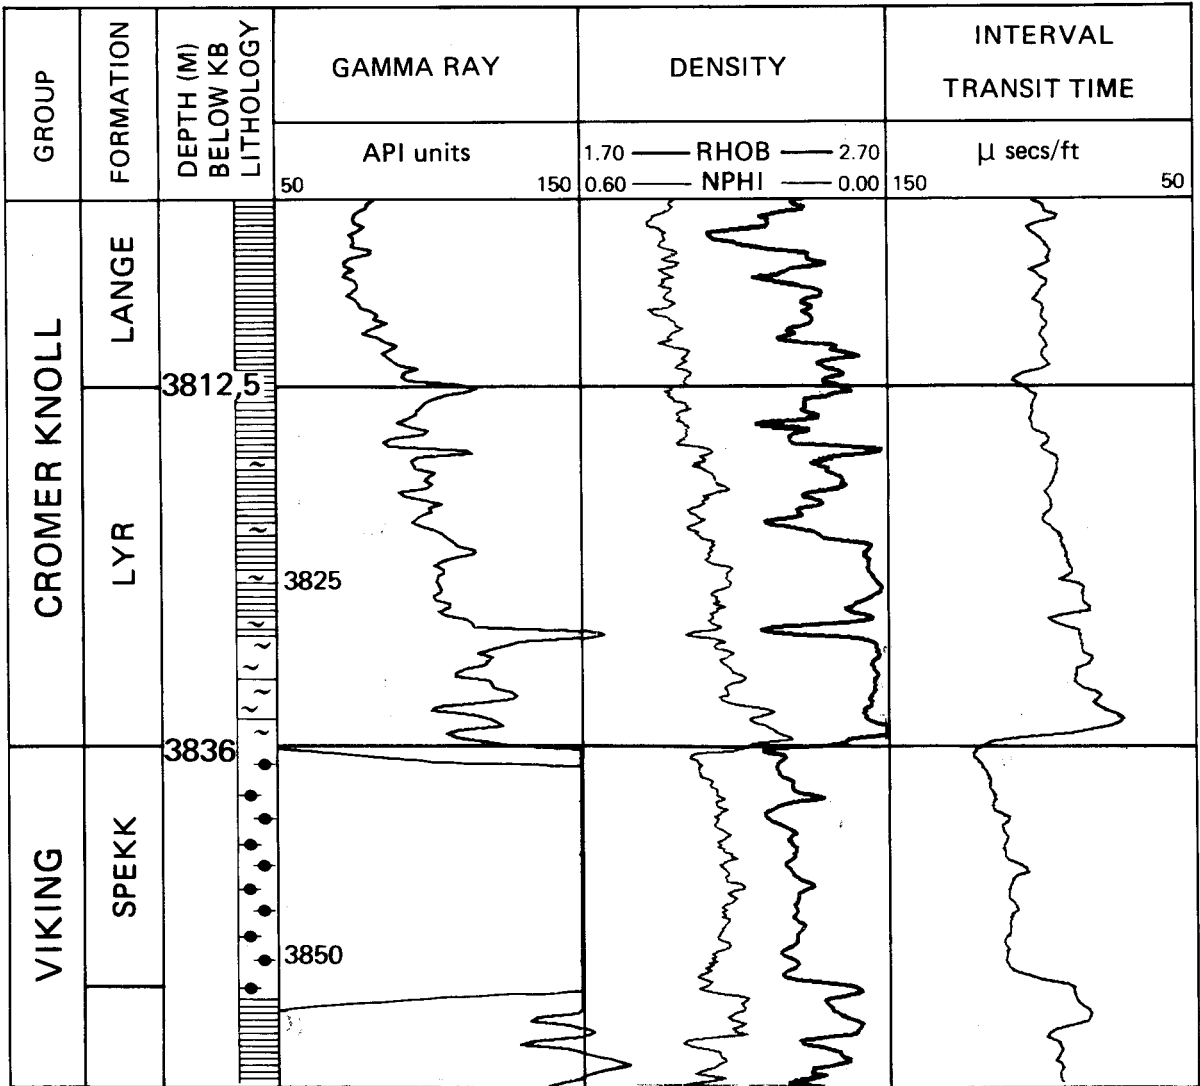 GROUP
FORMATION
DEPTH (M)
BELOW KB
LITHOLOGY
GAMMA RAY
DENSITY
INTERVAL
TRANSIT TIME
API units
1.70 RHOB 2.70
μ secs/ft
50 150
0.60 NPHI 0.00
150 50
CROMER KNOLL
LANGE
3812,5
LYR
3825
3836
VIKING
SPEKK
3850